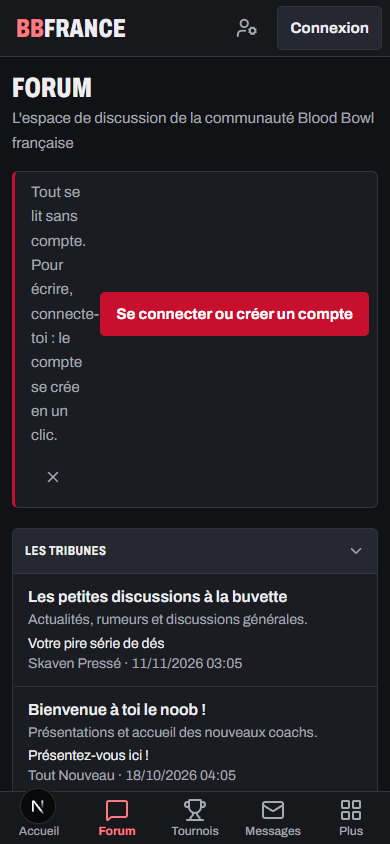 BBFRANCE
Connexion
FORUM
L'espace de discussion de la communauté Blood Bowl
française
Tout se
lit sans
compte.
Pour
écrire,
connecte-
toi : le
compte
se crée
en un
clic.
Se connecter ou créer un compte
LES TRIBUNES
Les petites discussions à la buvette
Actualités, rumeurs et discussions générales.
Votre pire série de dés
Skaven Pressé · 11/11/2026 03:05
Bienvenue à toi le noob !
Présentations et accueil des nouveaux coachs.
Présentez-vous ici !
Tout Nouveau · 18/10/2026 04:05
N
Accueil
Forum
Tournois
Messages
Plus